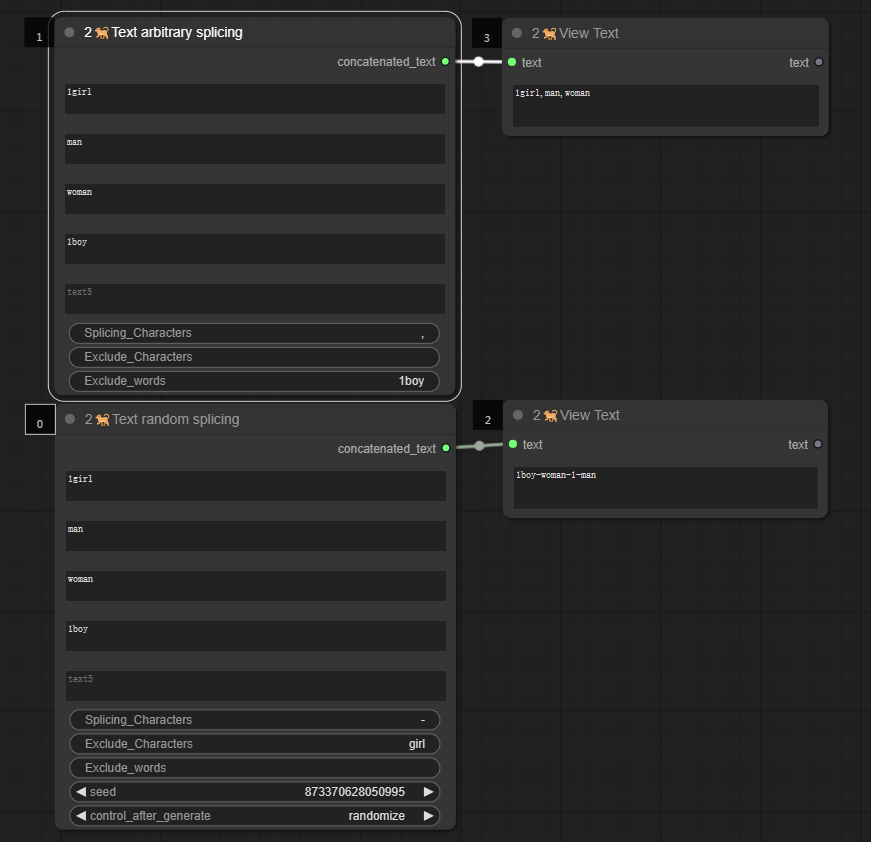 1
2🐕Text arbitrary splicing
concatenated_text
1girl
man
woman
1boy
text5
Splicing_Characters ,
Exclude_Characters
Exclude_words 1boy
3
2🐕View Text
text text
1girl,man,woman
0
2🐕Text random splicing
concatenated_text
1girl
man
woman
1boy
text5
Splicing_Characters -
Exclude_Characters girl
Exclude_words
seed 873370628050995
control_after_generate randomize
2
2🐕View Text
text text
1boy-woman-1-man